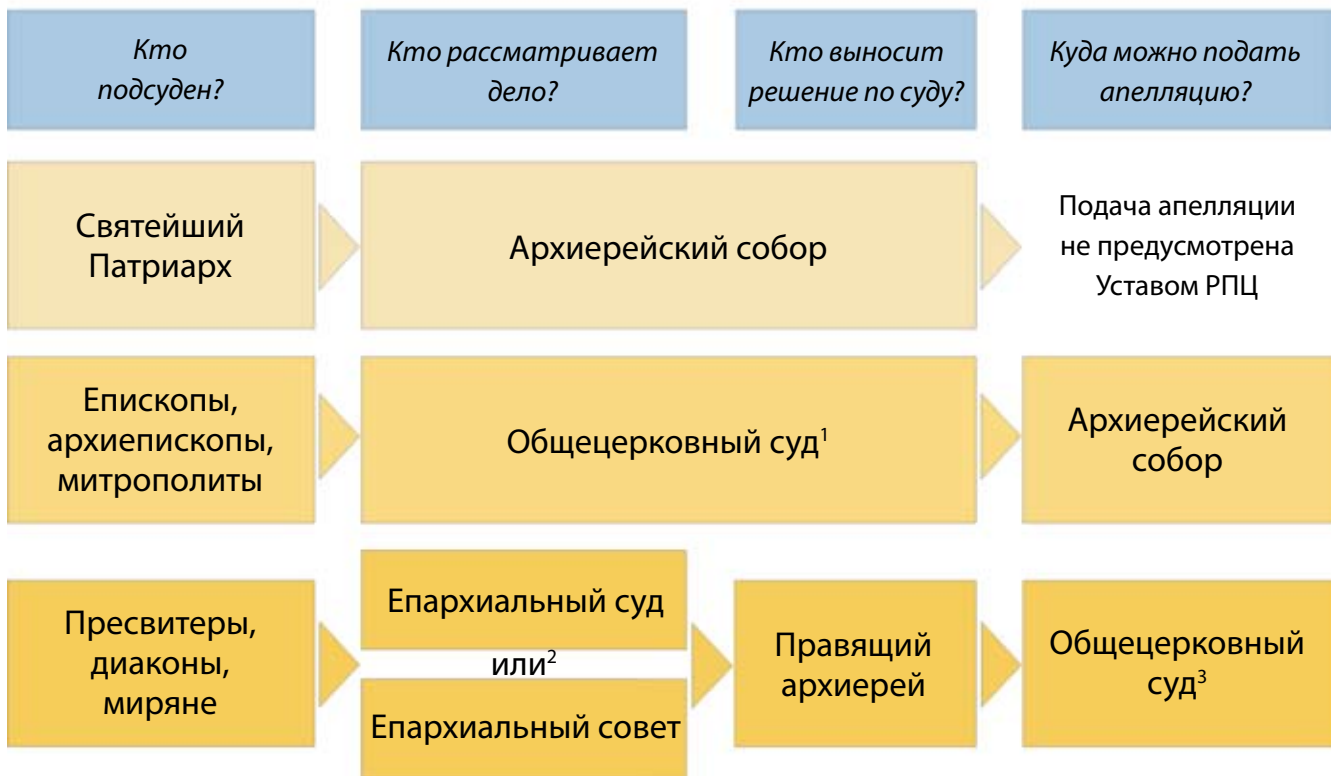 Кто
подсуден?
Кто рассматривает
дело?
Кто выносит
решение по суду?
Куда можно подать
апелляцию?
Святейший
Патриарх
Архиерейский собор
Подача апелляции
не предусмотрена
Уставом РПЦ
Епископы,
архиепископы,
митрополиты
Общецерковный суд¹
Архиерейский
собор
Пресвитеры,
диаконы,
миряне
Епархиальный суд
или²
Епархиальный совет
Правящий
архиерей
Общецерковный
суд³